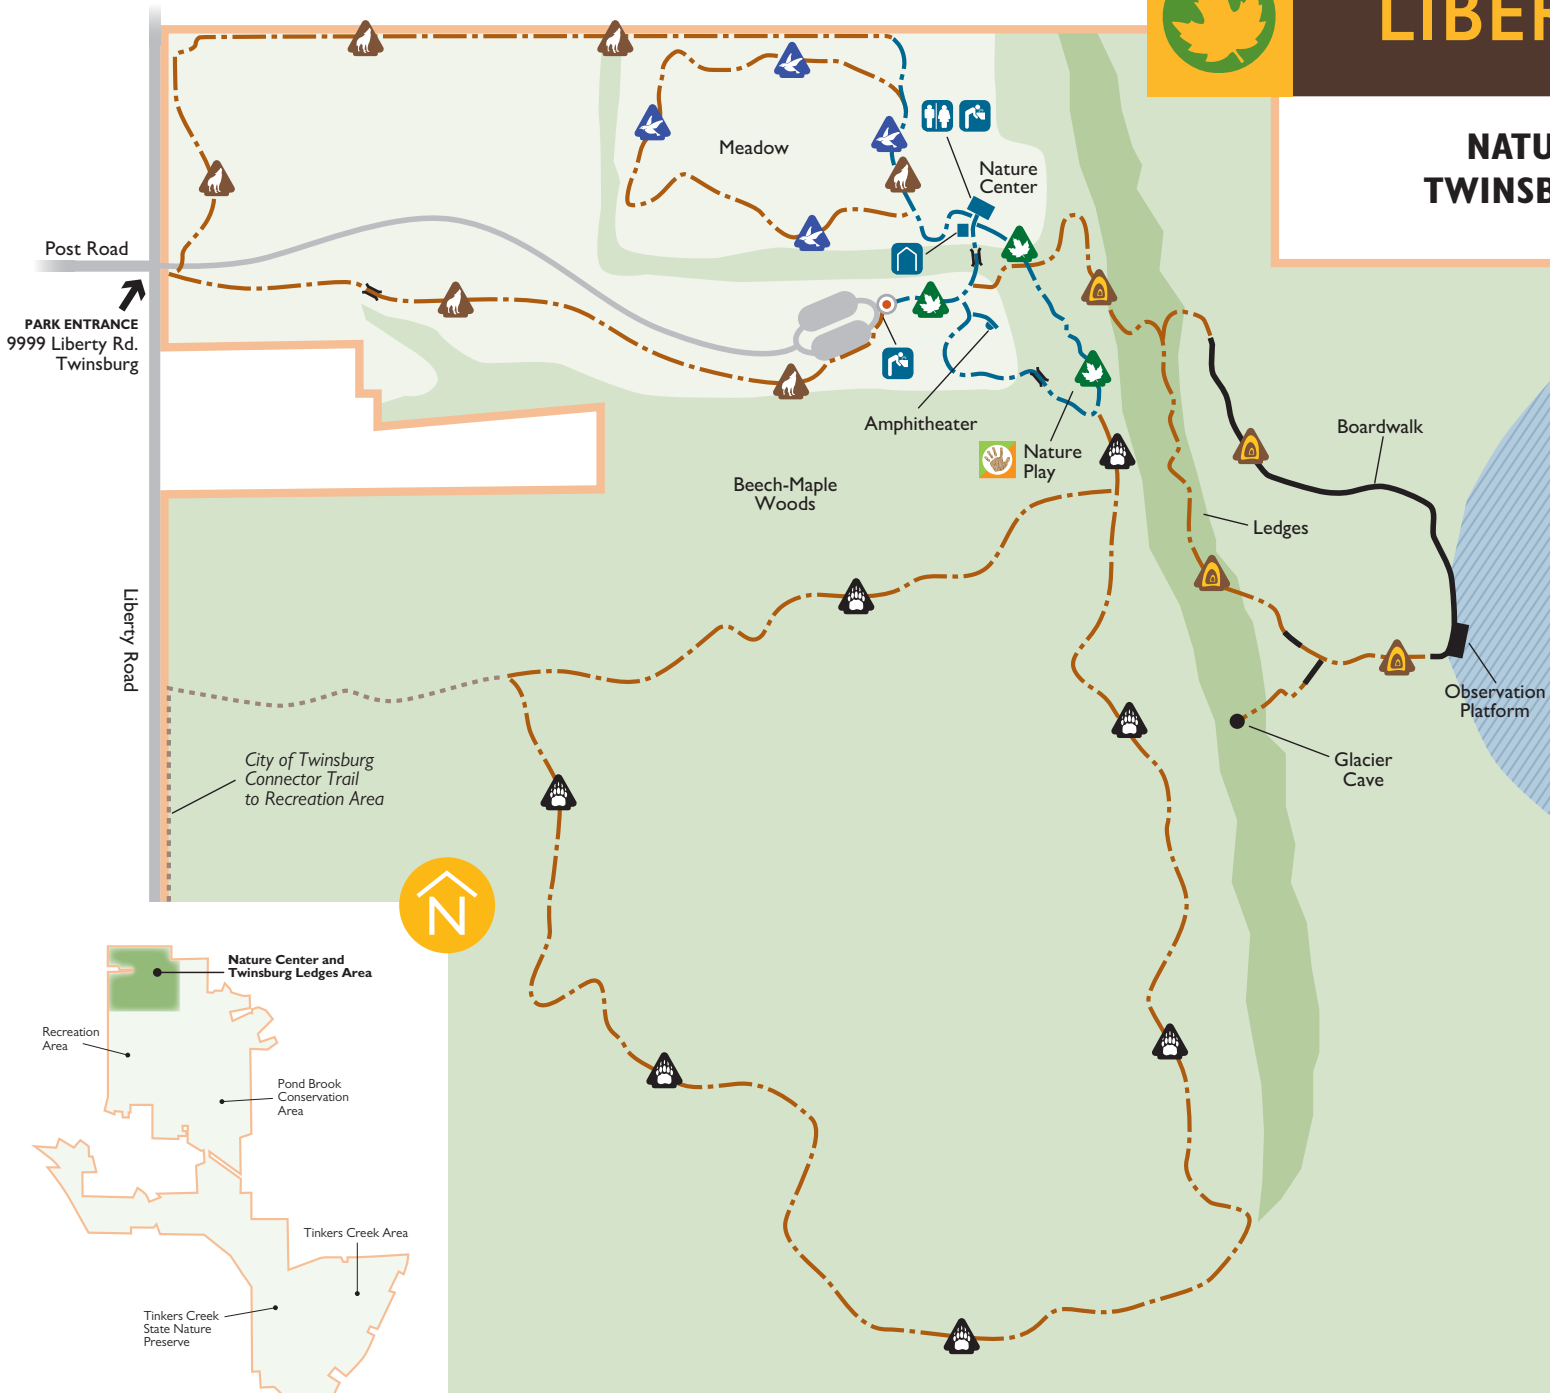 LIBER
NATU
TWINSB
Meadow
Nature
Center
Post Road
PARK ENTRANCE
9999 Liberty Rd.
Twinsburg
Amphitheater
Nature
Play
Boardwalk
Beech-Maple
Woods
Ledges
Liberty Road
Observation
Platform
Glacier
Cave
City of Twinsburg
Connector Trail
to Recreation Area
N
Nature Center and
Twinsburg Ledges Area
Recreation
Area
Pond Brook
Conservation
Area
Tinkers Creek Area
Tinkers Creek
State Nature
Preserve